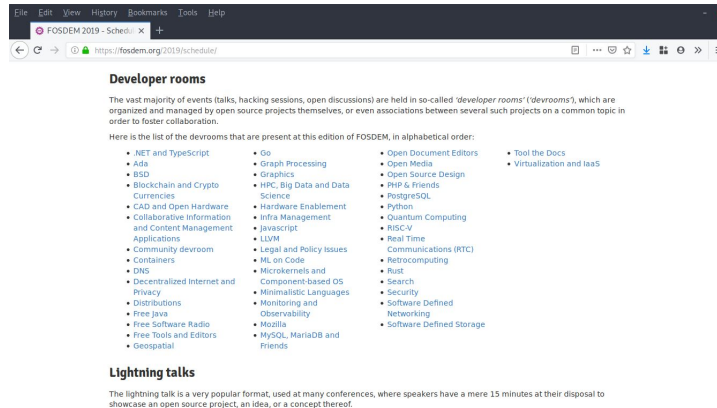 File Edit View History Bookmarks Tools Help
FOSDEM 2019 - Schedul
https://fosdem.org/2019/schedule/
Developer rooms
The vast majority of events (talks, hacking sessions, open discussions) are held in so-called 'developer rooms' ('devrooms'), which are
organized and managed by open source projects themselves, or even associations between several such projects on a common topic in
order to foster collaboration.
Here is the list of the devrooms that are present at this edition of FOSDEM, in alphabetical order:
.NET and TypeScript
Ada
BSD
Blockchain and Crypto
Currencies
CAD and Open Hardware
Collaborative Information
and Content Management
Applications
Community devroom
Containers
DNS
Decentralized Internet and
Privacy
Distributions
Free Java
Free Software Radio
Free Tools and Editors
Geospatial
Go
Graph Processing
Graphics
HPC, Big Data and Data
Science
Hardware Enablement
Infra Management
Javascript
LLVM
Legal and Policy Issues
ML on Code
Microkernels and
Component-based OS
Minimalistic Languages
Monitoring and
Observability
Mozilla
MySQL, MariaDB and
Friends
Open Document Editors
Open Media
Open Source Design
PHP & Friends
PostgreSQL
Python
Quantum Computing
RISC-V
Real Time
Communications (RTC)
Retrocomputing
Rust
Search
Security
Software Defined
Networking
Software Defined Storage
Tool the Docs
Virtualization and IaaS
Lightning talks
The lightning talk is a very popular format, used at many conferences, where speakers have a mere 15 minutes at their disposal to
showcase an open source project, an idea, or a concept thereof.